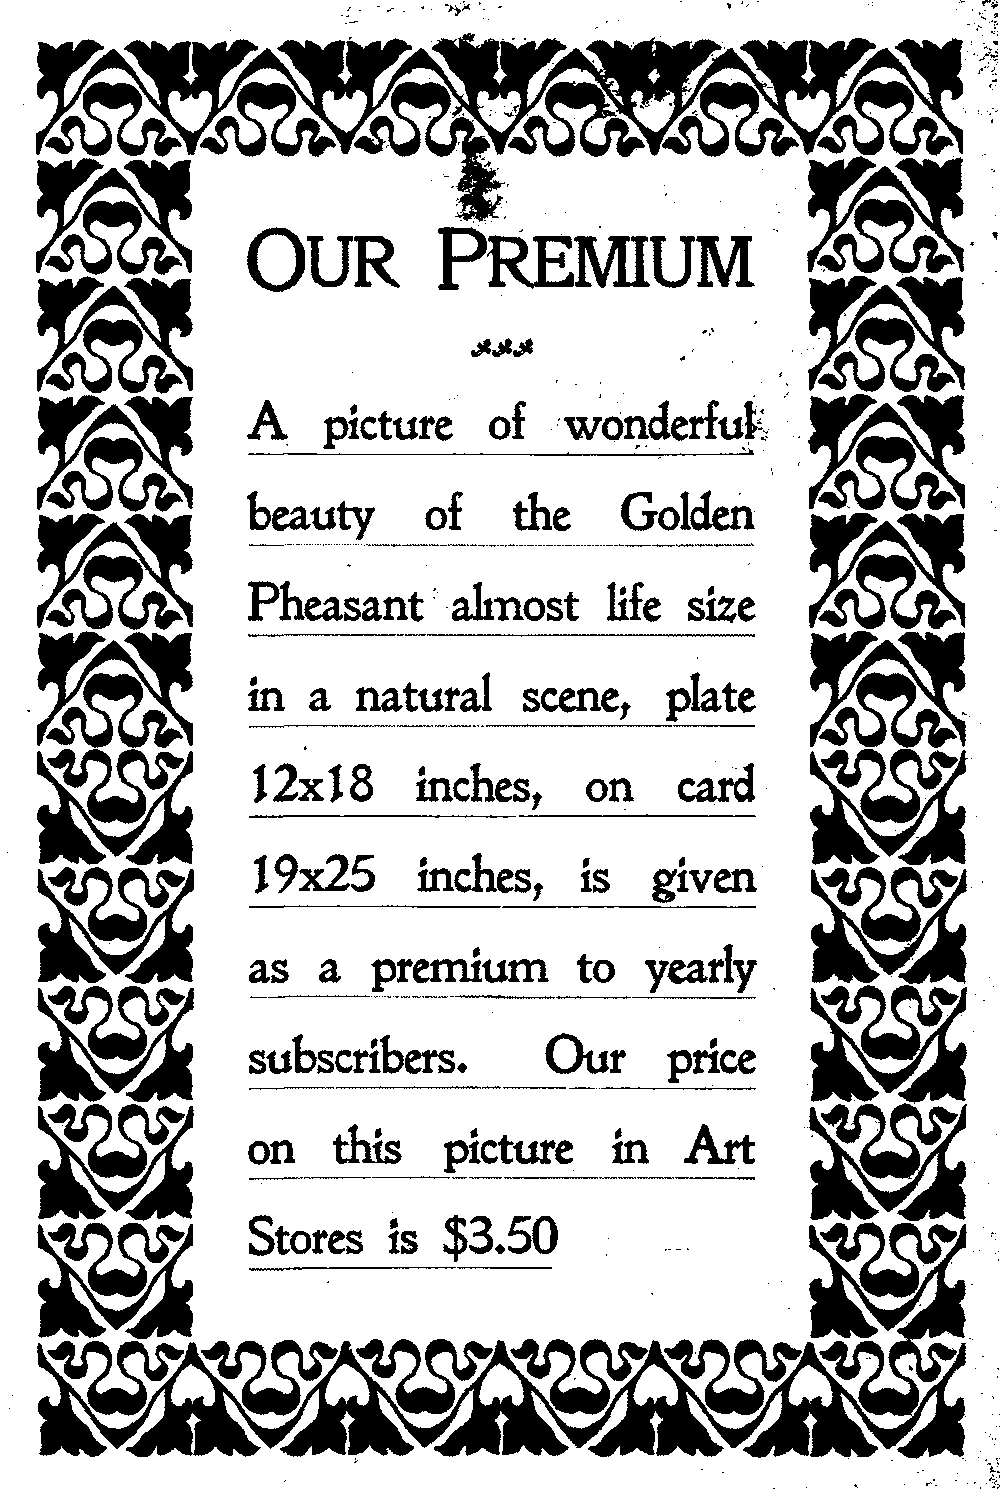 OUR PREMIUM
A picture of wonderful
beauty of the Golden
Pheasant almost life size
in a natural scene, plate
12x18 inches, on card
19x25 inches, is given
as a premium to yearly
subscribers. Our price
on this picture in Art
Stores is $3.50